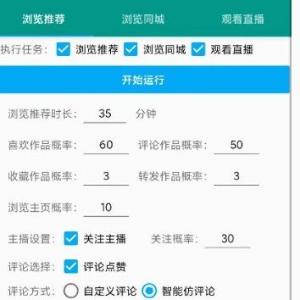 浏览推荐 浏览同城 观看直播
执行任务: 浏览推荐 浏览同城 观看直播
开始运行
浏览推荐时长: 35 分钟
喜欢作品概率: 60 评论作品概率: 50
收藏作品概率: 3 转发作品概率: 3
浏览主页概率: 10
主播设置: 关注主播 关注概率: 30
评论选择: 评论点赞
评论方式: 自定义评论 智能仿评论